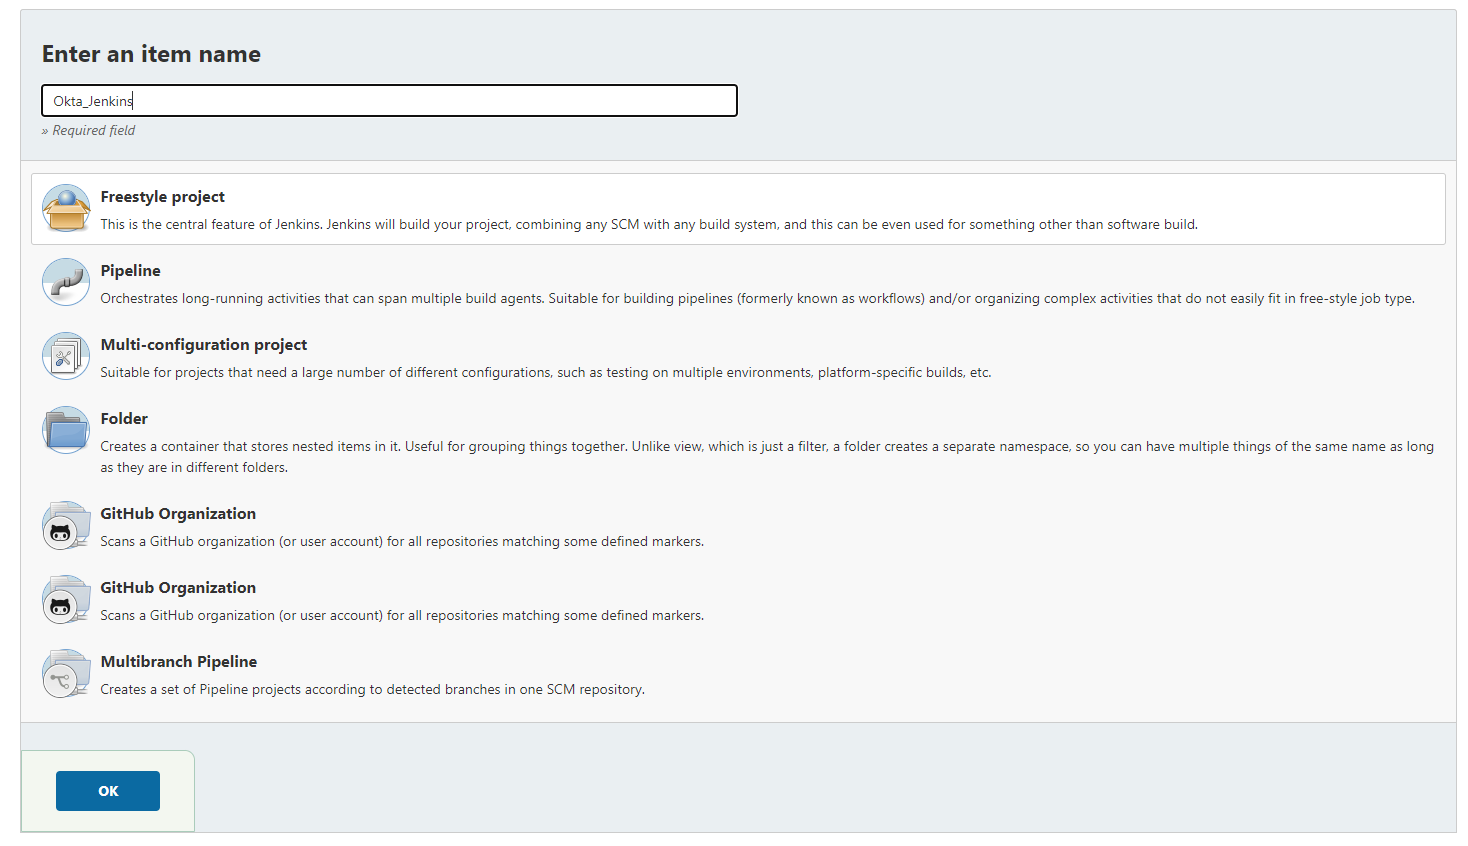 Enter an item name
Okta_Jenkins
» Required field
Freestyle project
This is the central feature of Jenkins. Jenkins will build your project, combining any SCM with any build system, and this can be even used for something other than software build.
Pipeline
Orchestrates long-running activities that can span multiple build agents. Suitable for building pipelines (formerly known as workflows) and/or organizing complex activities that do not easily fit in free-style job type.
Multi-configuration project
Suitable for projects that need a large number of different configurations, such as testing on multiple environments, platform-specific builds, etc.
Folder
Creates a container that stores nested items in it. Useful for grouping things together. Unlike view, which is just a filter, a folder creates a separate namespace, so you can have multiple things of the same name as long
as they are in different folders.
GitHub Organization
Scans a GitHub organization (or user account) for all repositories matching some defined markers.
GitHub Organization
Scans a GitHub organization (or user account) for all repositories matching some defined markers.
Multibranch Pipeline
Creates a set of Pipeline projects according to detected branches in one SCM repository.
OK